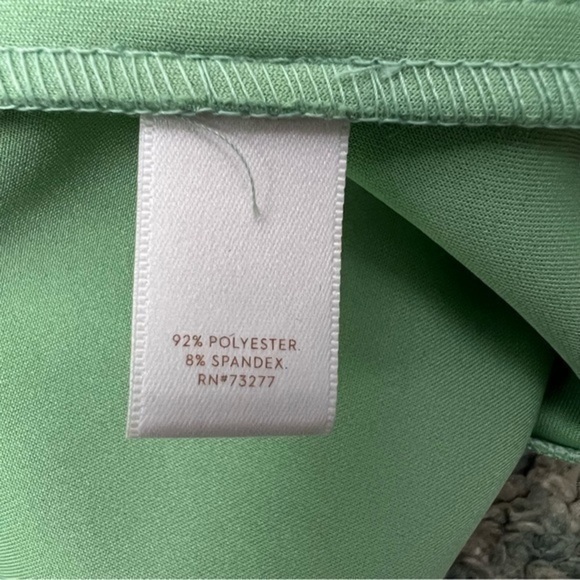 92% POLYESTER.
8% SPANDEX.
RN#73277